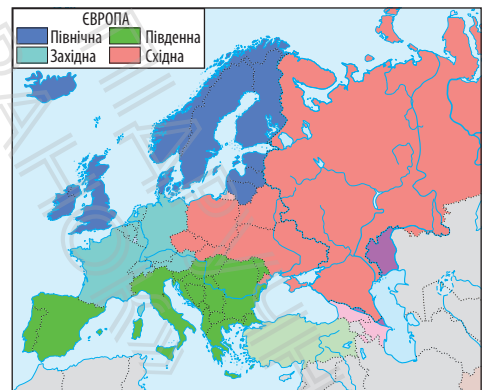 ЄВРОПА
Північна Південна
Західна Східна